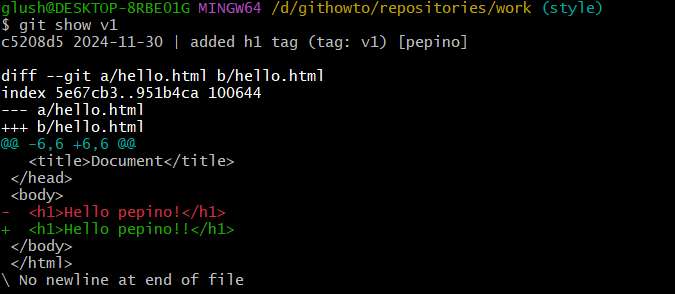 glush@DESKTOP-8RBE01G MINGW64 /d/githowto/repositories/work (style)
$ git show v1
c5208d5 2024-11-30 | added h1 tag (tag: v1) [pepino]

diff --git a/hello.html b/hello.html
index 5e67cb3..951b4ca 100644
--- a/hello.html
+++ b/hello.html
@@ -6,6 +6,6 @@
   <title>Document</title>
 </head>
 <body>
-  <h1>Hello pepino!</h1>
+  <h1>Hello pepino!!</h1>
 </body>
 </html>
\ No newline at end of file